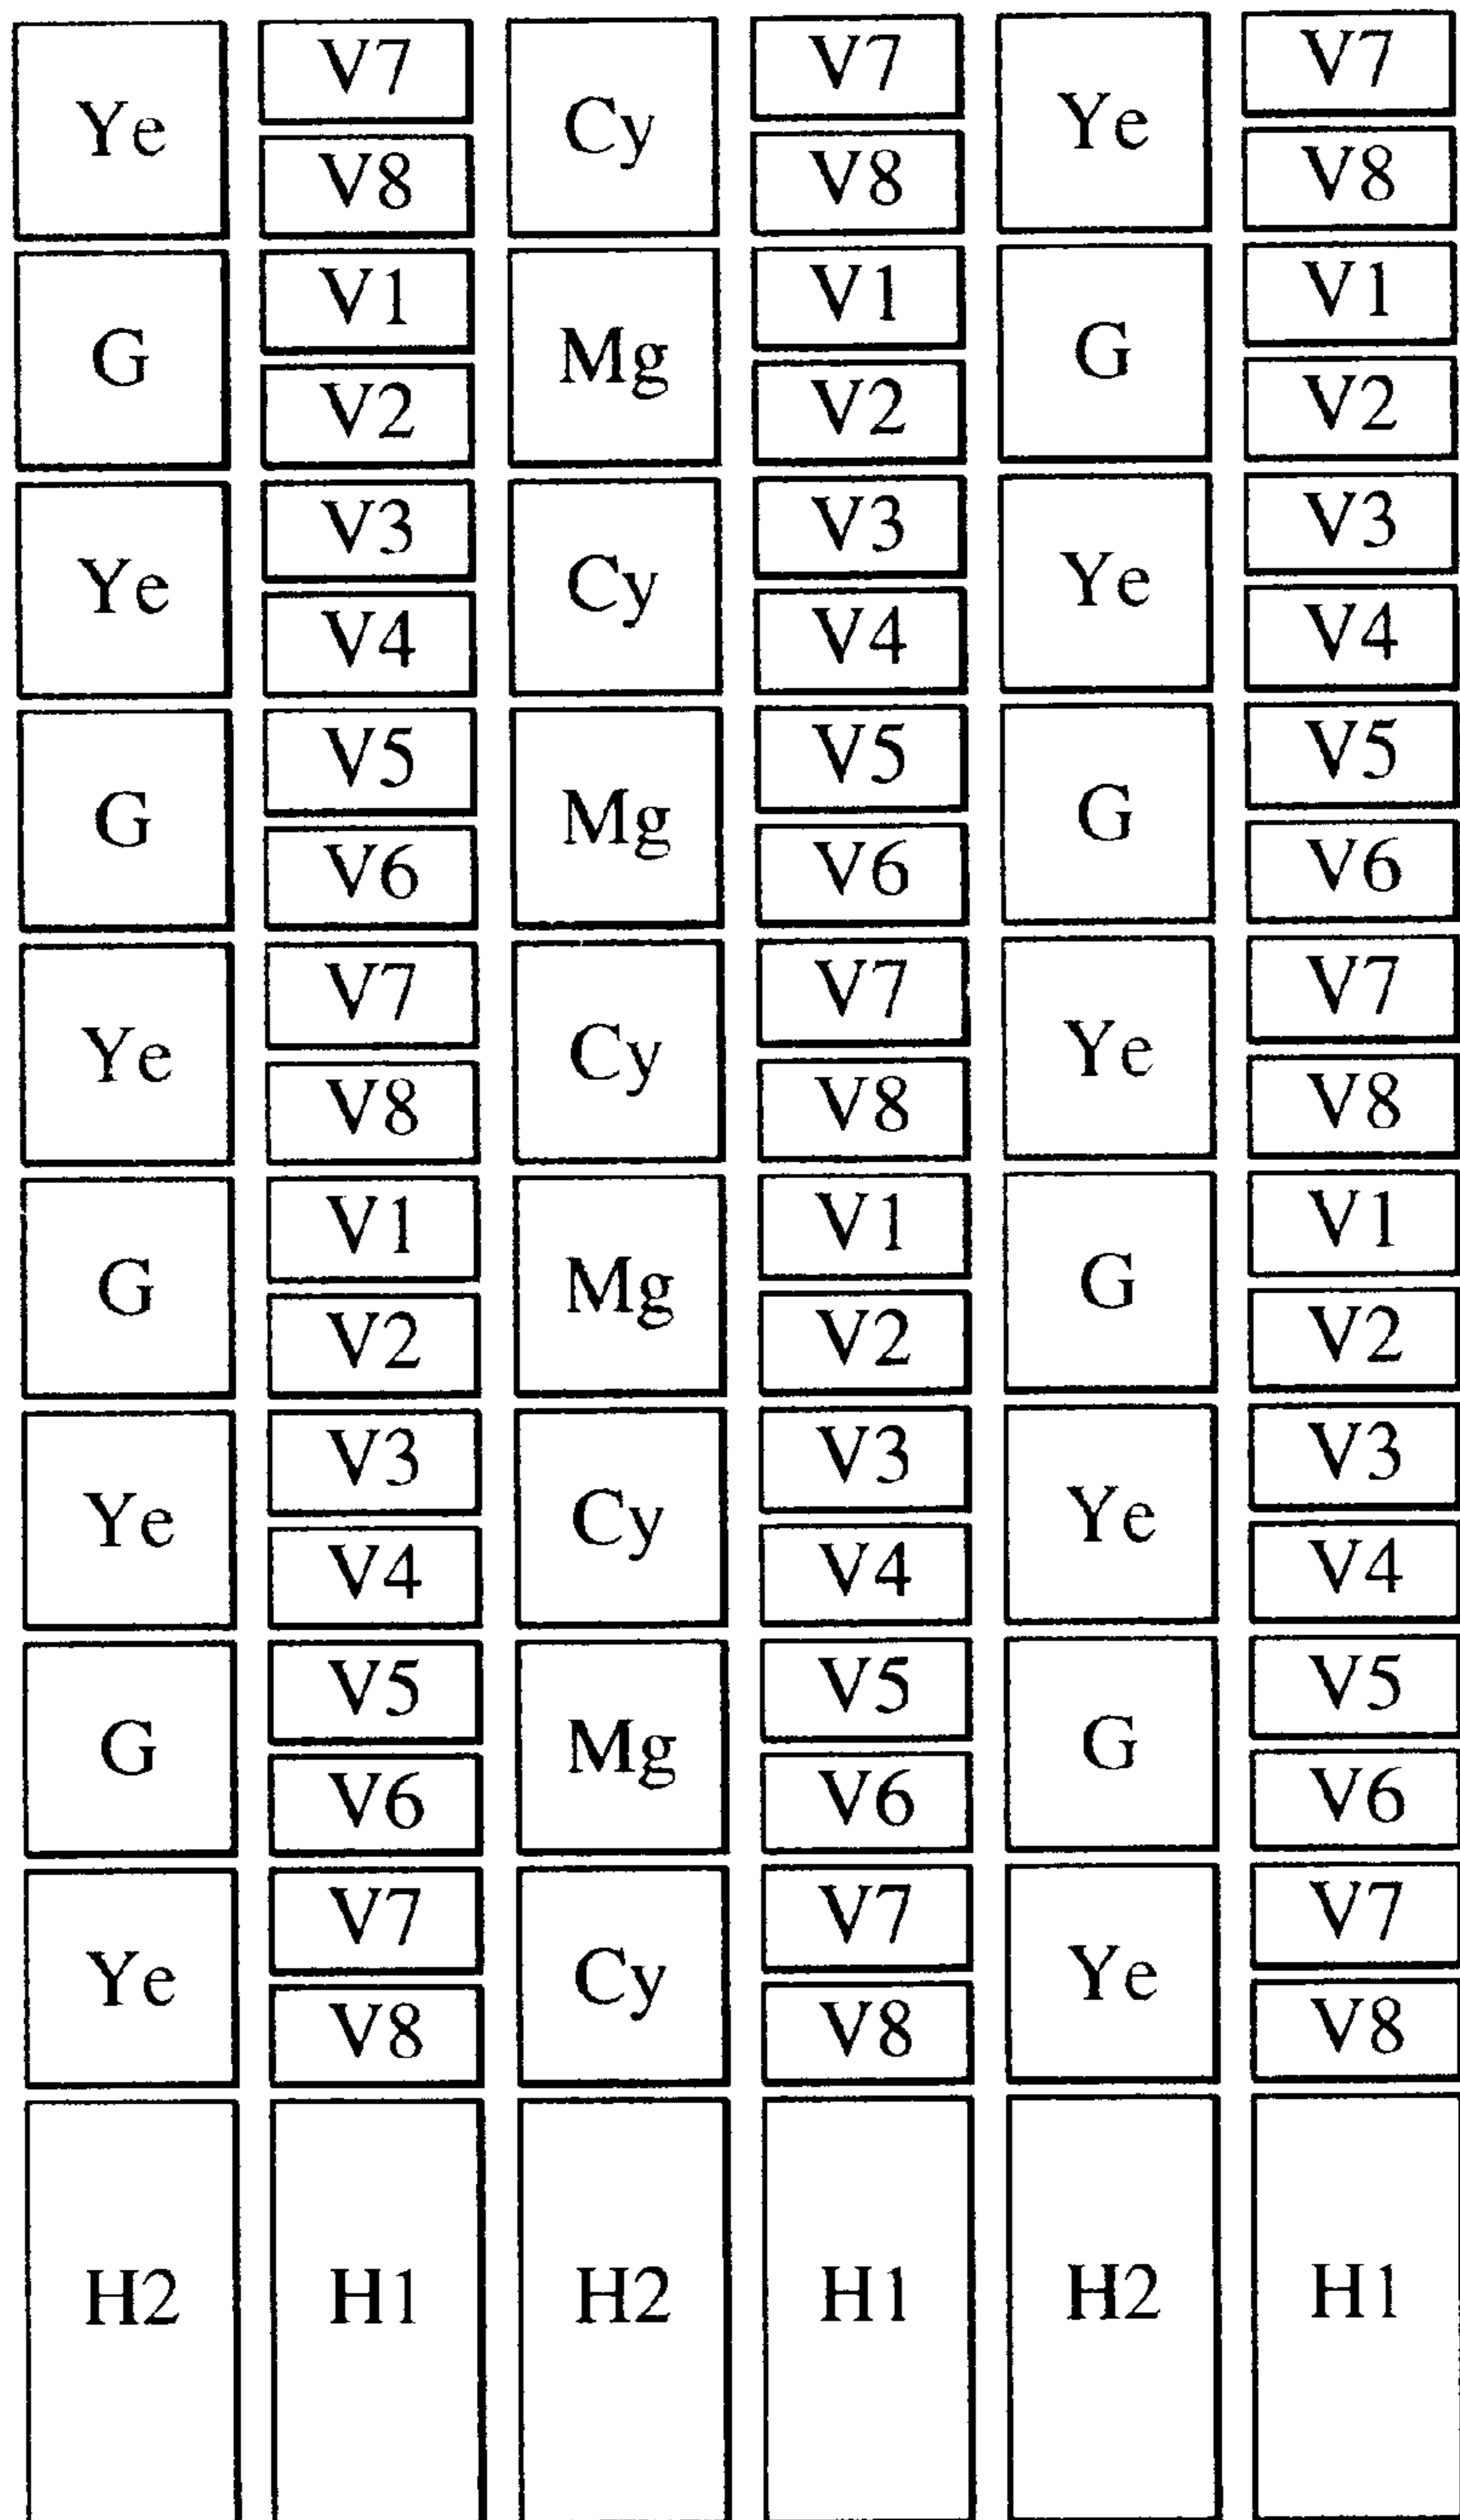 Ye V7 Cy V7 Ye V7
V8 V8 V8
G V1 Mg V1 G V1
V2 V2 V2
Ye V3 Cy V3 Ye V3
V4 V4 V4
G V5 Mg V5 G V5
V6 V6 V6
Ye V7 Cy V7 Ye V7
V8 V8 V8
G V1 Mg V1 G V1
V2 V2 V2
Ye V3 Cy V3 Ye V3
V4 V4 V4
G V5 Mg V5 G V5
V6 V6 V6
Ye V7 Cy V7 Ye V7
V8 V8 V8
H2 H1 H2 H1 H2 H1